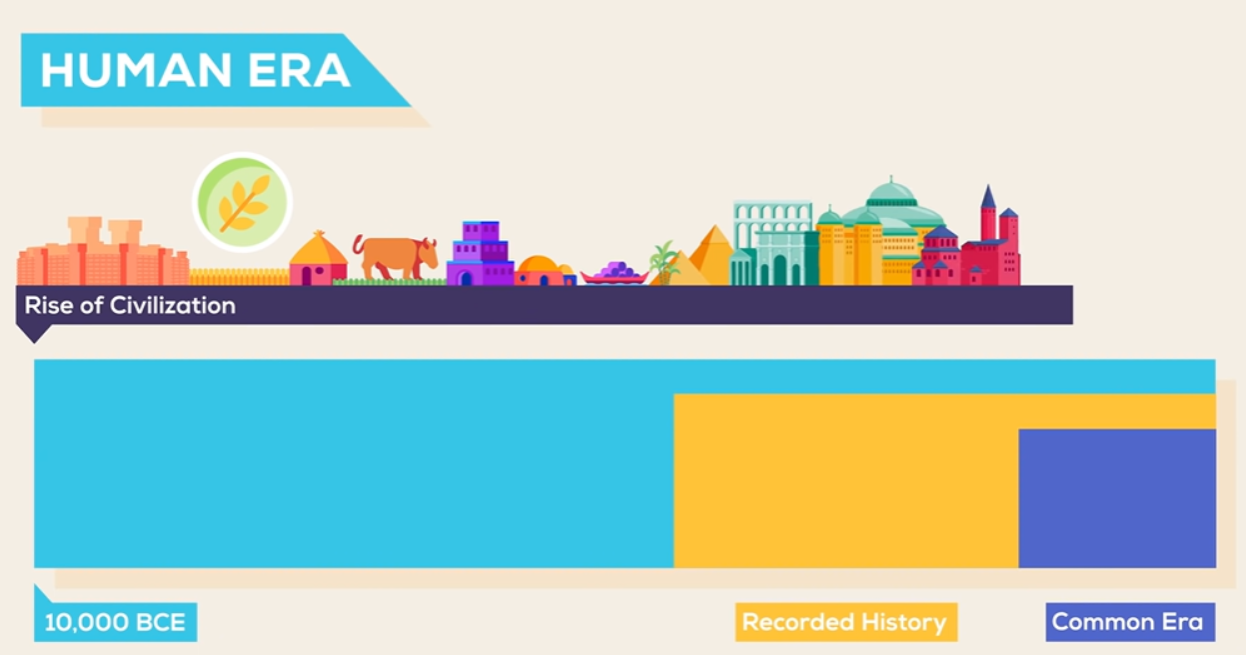 HUMAN ERA
Rise of Civilization
10,000 BCE
Recorded History
Common Era